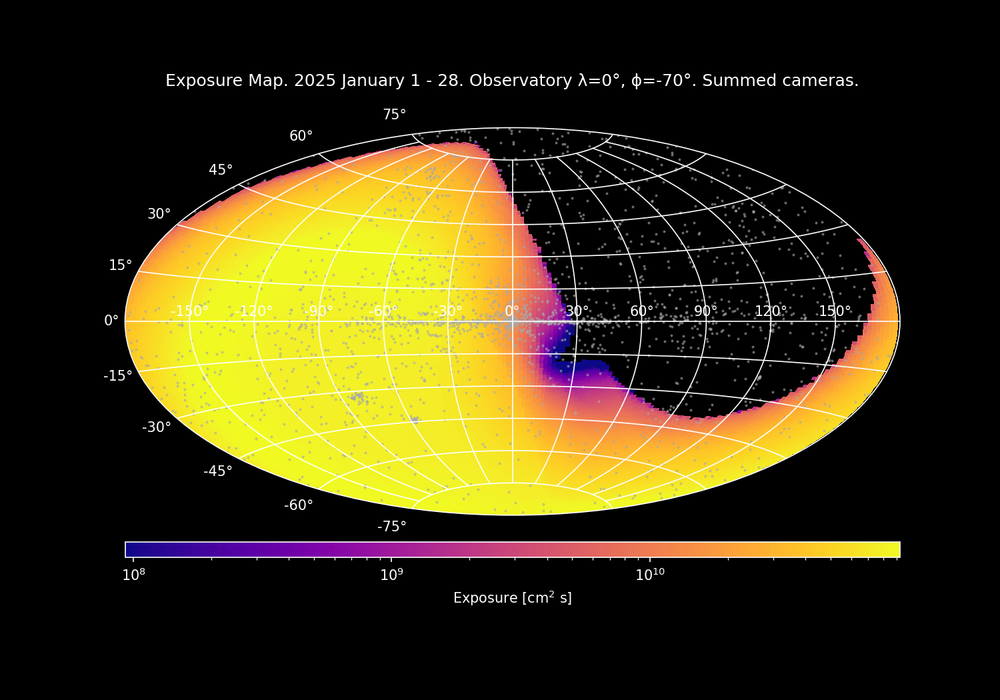 Exposure Map. 2025 January 1 - 28. Observatory λ=0°, ϕ=-70°. Summed cameras.
75°
60°
45°
30°
15°
-150° -120° -90° -60° -30° 0° 30° 60° 90° 120° 150°
0°
-15°
-30°
-45°
-60°
-75°
10⁸ 10⁹ 10¹⁰
Exposure [cm² s]